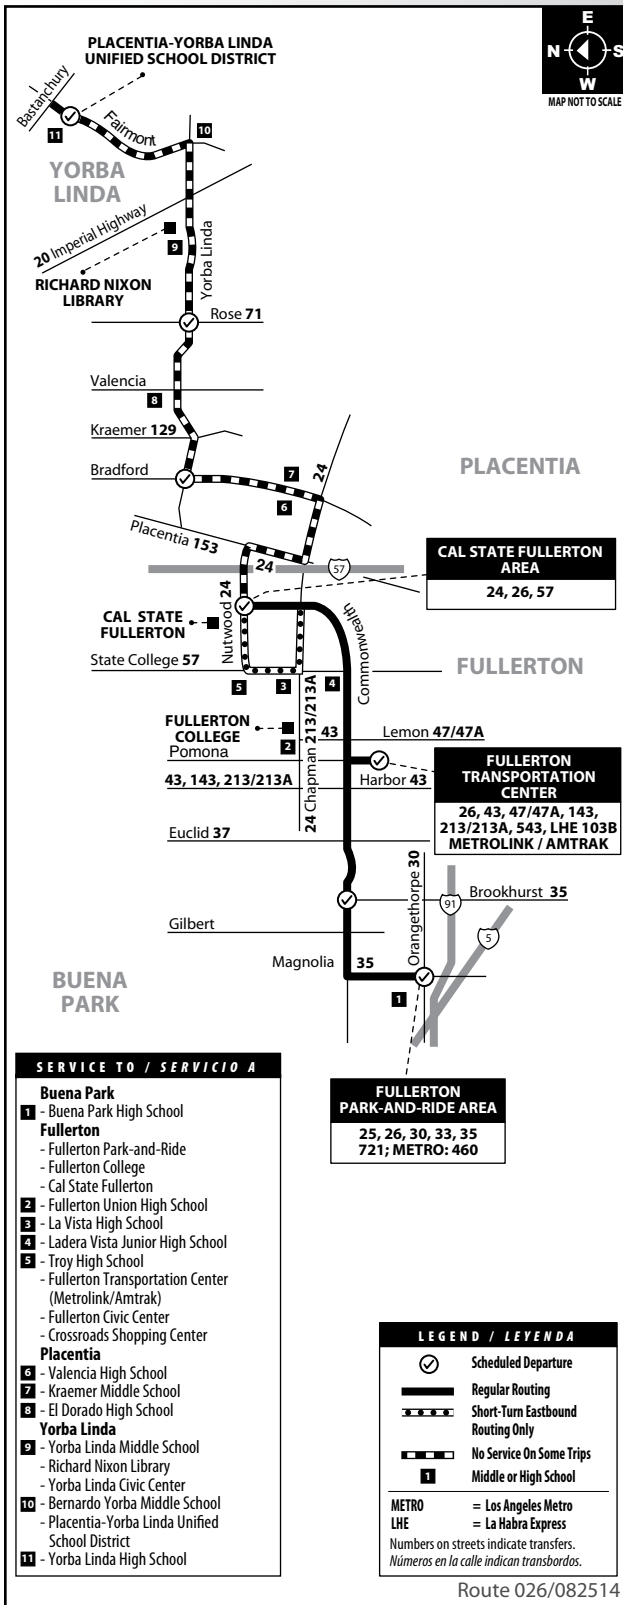 E
N
S
W
MAP NOT TO SCALE
PLACENTIA-YORBA LINDA
UNIFIED SCHOOL DISTRICT
Bastanchury
Fairmont
11
10
YORBA
LINDA
20 Imperial Highway
9
Yorba Linda
RICHARD NIXON
LIBRARY
Rose 71
Valencia
8
Kraemer 129
Bradford
7
24
6
PLACENTIA
Placentia 153
24
57
CAL STATE FULLERTON
AREA
24, 26, 57
Nutwood 24
CAL STATE
FULLERTON
Commonwealth
State College 57
FULLERTON
5
3
4
24 Chapman 213/213A
FULLERTON
COLLEGE
2
43
Lemon 47/47A
Pomona
43, 143, 213/213A
Harbor 43
FULLERTON
TRANSPORTATION
CENTER
26, 43, 47/47A, 143,
213/213A, 543, LHE 103B
METROLINK / AMTRAK
Euclid 37
Orangethorpe 30
Brookhurst 35
91
Gilbert
5
Magnolia 35
BUENA
PARK
1
FULLERTON
PARK-AND-RIDE AREA
25, 26, 30, 33, 35
721; METRO: 460
SERVICE TO / SERVICIO A
Buena Park
1 - Buena Park High School
Fullerton
- Fullerton Park-and-Ride
- Fullerton College
- Cal State Fullerton
2 - Fullerton Union High School
3 - La Vista High School
4 - Ladera Vista Junior High School
5 - Troy High School
- Fullerton Transportation Center
(Metrolink/Amtrak)
- Fullerton Civic Center
- Crossroads Shopping Center
Placentia
6 - Valencia High School
7 - Kraemer Middle School
8 - El Dorado High School
Yorba Linda
9 - Yorba Linda Middle School
- Richard Nixon Library
- Yorba Linda Civic Center
10 - Bernardo Yorba Middle School
- Placentia-Yorba Linda Unified
School District
11 - Yorba Linda High School
LEGEND / LEYENDA
Scheduled Departure
Regular Routing
Short-Turn Eastbound
Routing Only
No Service On Some Trips
1 Middle or High School
METRO = Los Angeles Metro
LHE = La Habra Express
Numbers on streets indicate transfers.
Números en la calle indican transbordos.
Route 026/082514